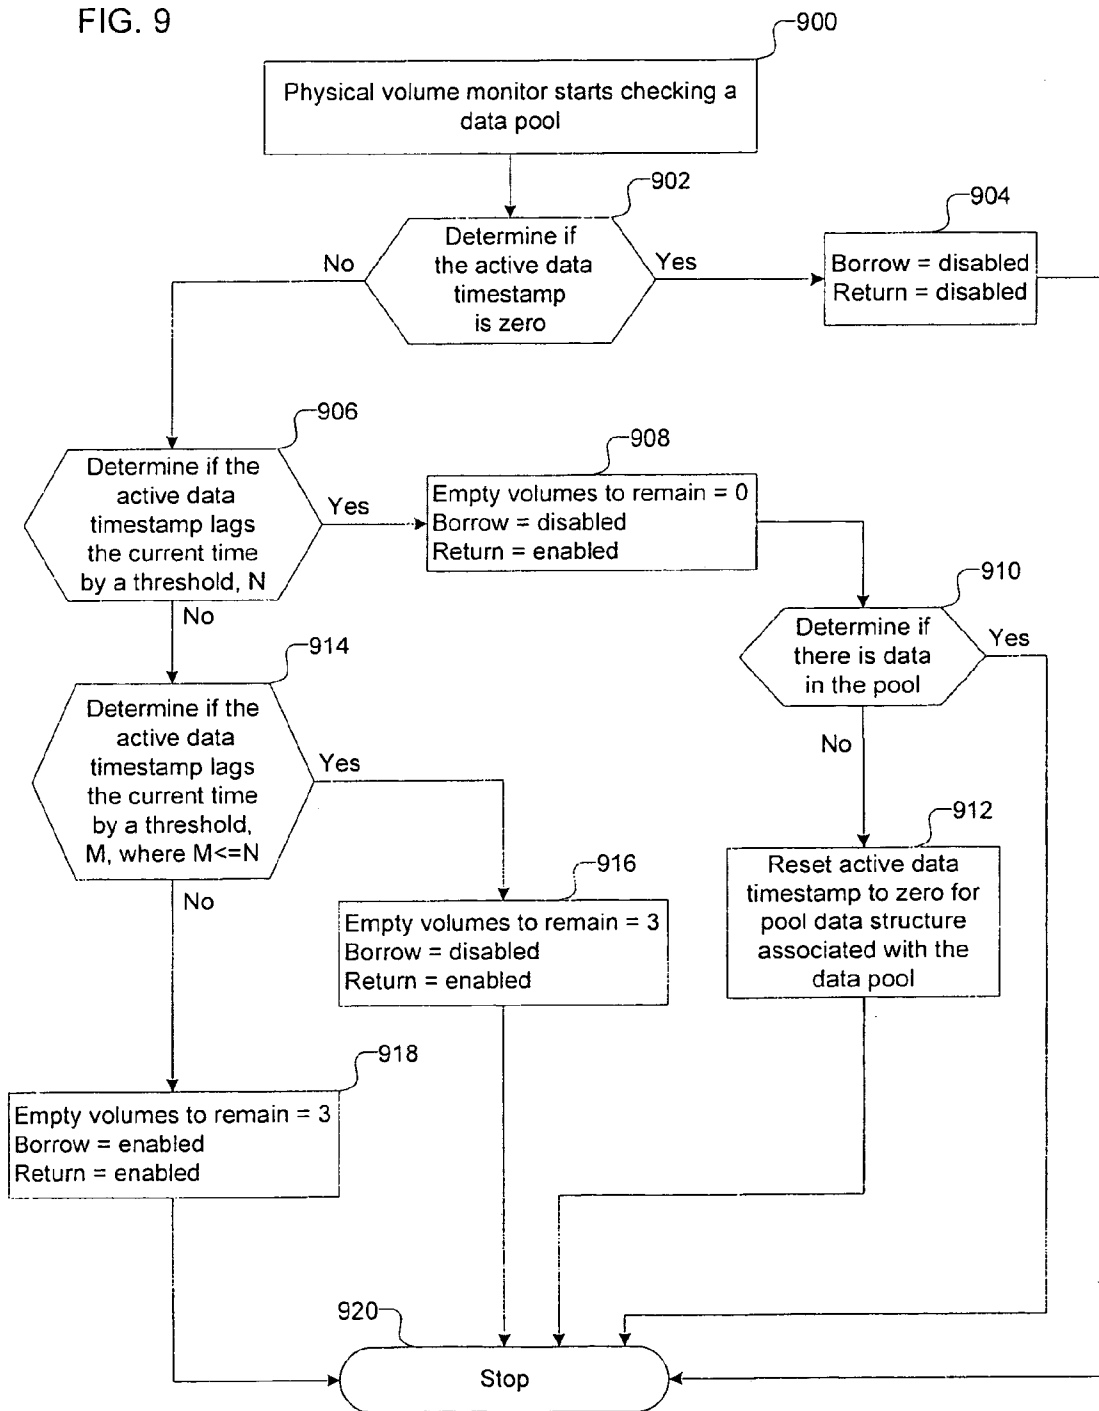 FIG. 9
900
Physical volume monitor starts checking a
data pool
902
Determine if
the active data
timestamp
is zero
No
Yes
904
Borrow = disabled
Return = disabled
906
Determine if the
active data
timestamp lags
the current time
by a threshold, N
Yes
No
908
Empty volumes to remain = 0
Borrow = disabled
Return = enabled
910
Determine if
there is data
in the pool
Yes
No
914
Determine if the
active data
timestamp lags
the current time
by a threshold,
M, where M<=N
Yes
No
912
Reset active data
timestamp to zero for
pool data structure
associated with the
data pool
916
Empty volumes to remain = 3
Borrow = disabled
Return = enabled
918
Empty volumes to remain = 3
Borrow = enabled
Return = enabled
920
Stop